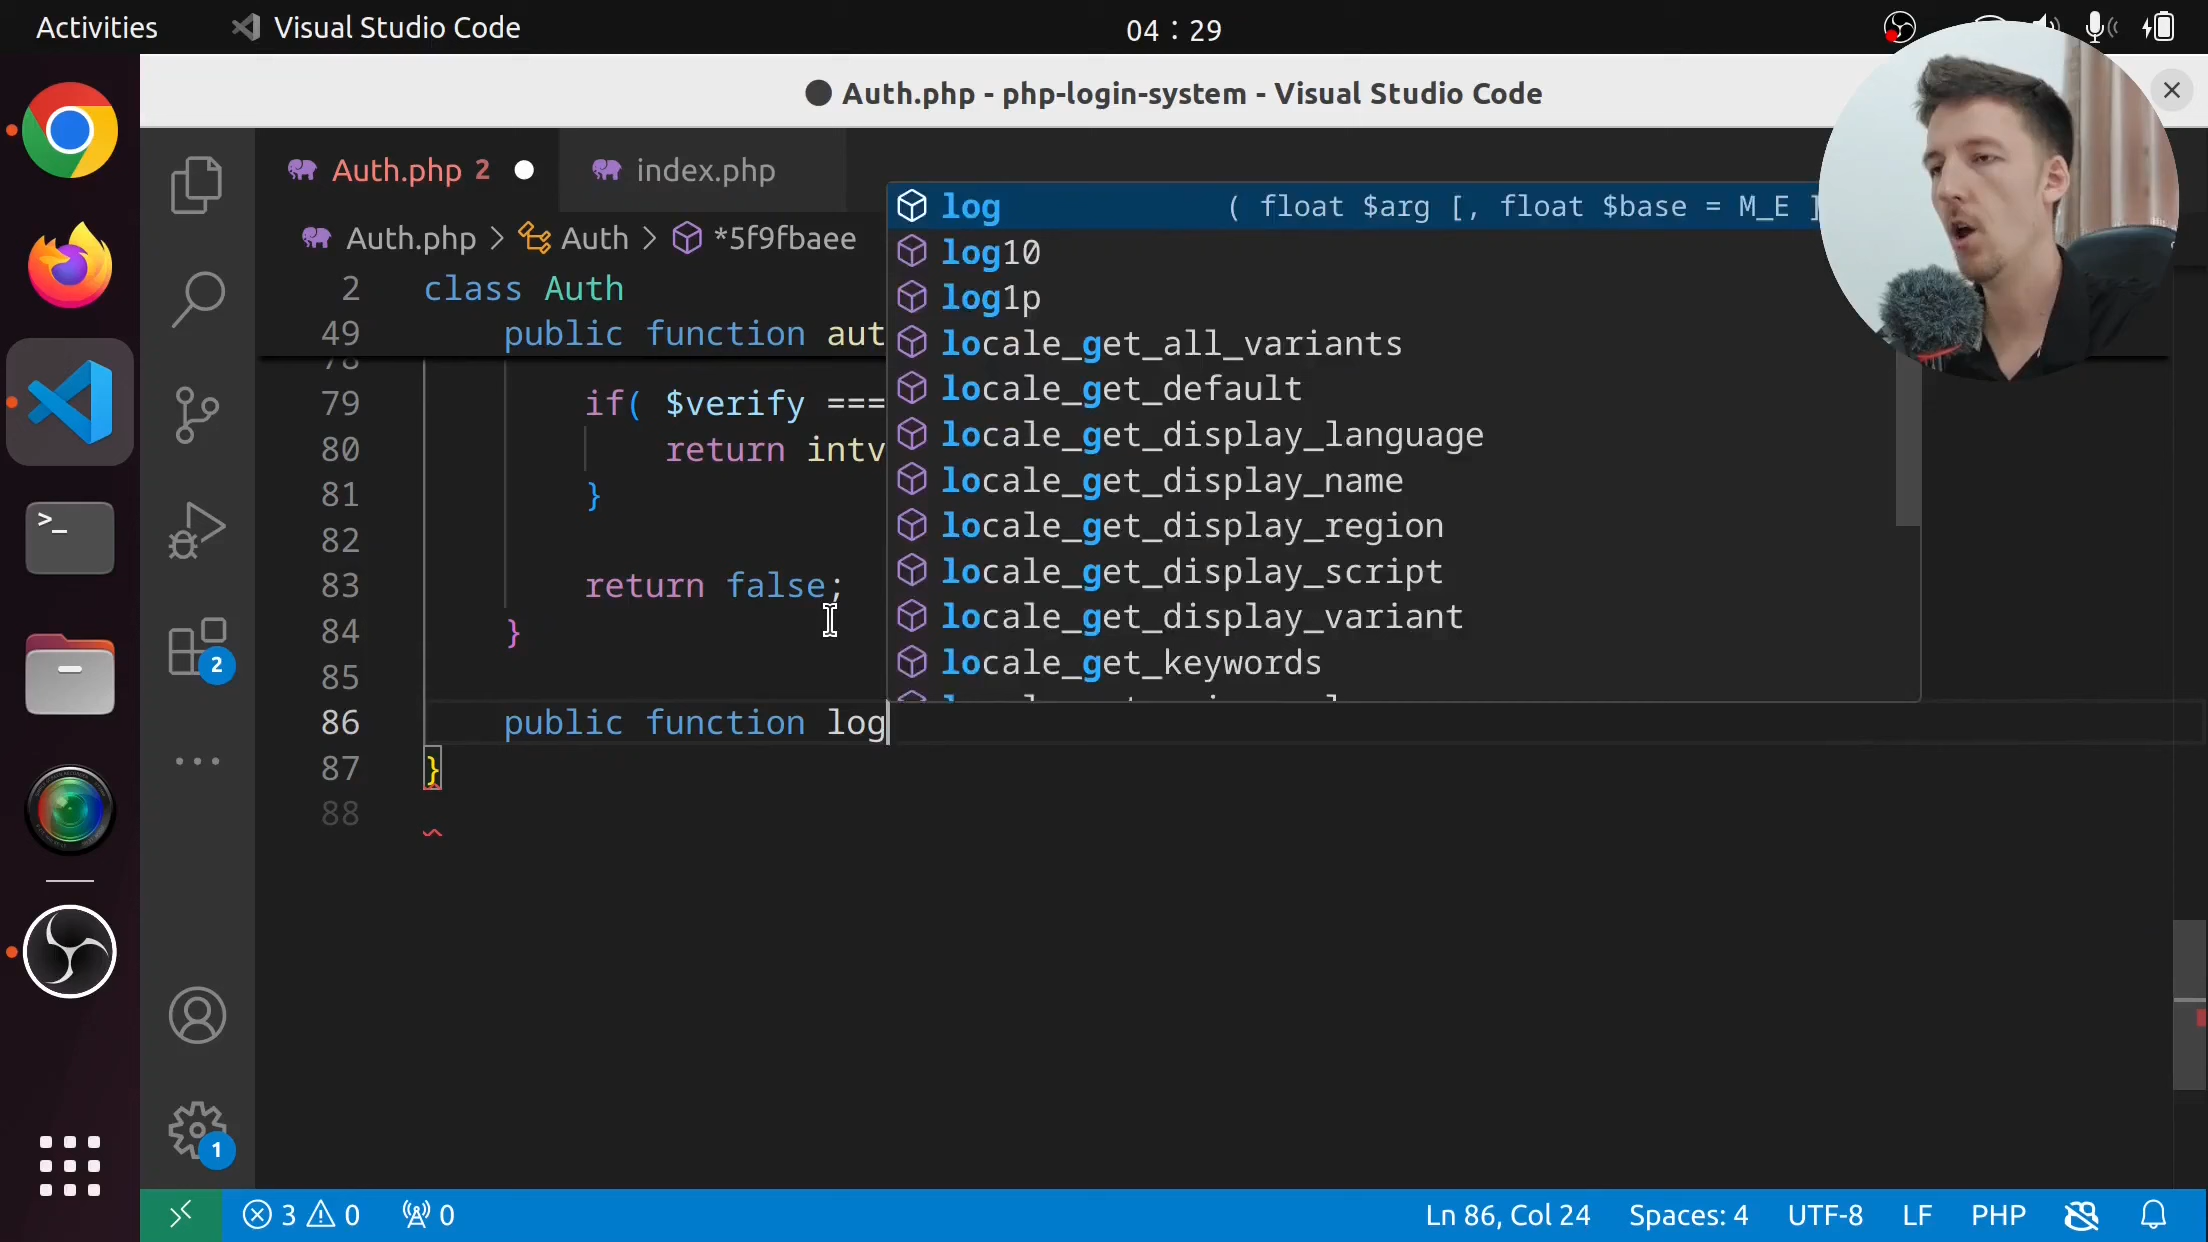 Activities
Visual Studio Code
04 : 29
Auth.php - php-login-system - Visual Studio Code
Auth.php 2
index.php
Auth.php > Auth > *5f9fbaee
2 class Auth
49 public function aut
78
79 if( $verify ===
80 return intv
81 }
82
83 return false;
84 }
85
86 public function log
87 }
88
log ( float $arg [, float $base = M_E ]
log10
log1p
locale_get_all_variants
locale_get_default
locale_get_display_language
locale_get_display_name
locale_get_display_region
locale_get_display_script
locale_get_display_variant
locale_get_keywords
>_
2
1
3 0 0
Ln 86, Col 24 Spaces: 4 UTF-8 LF PHP